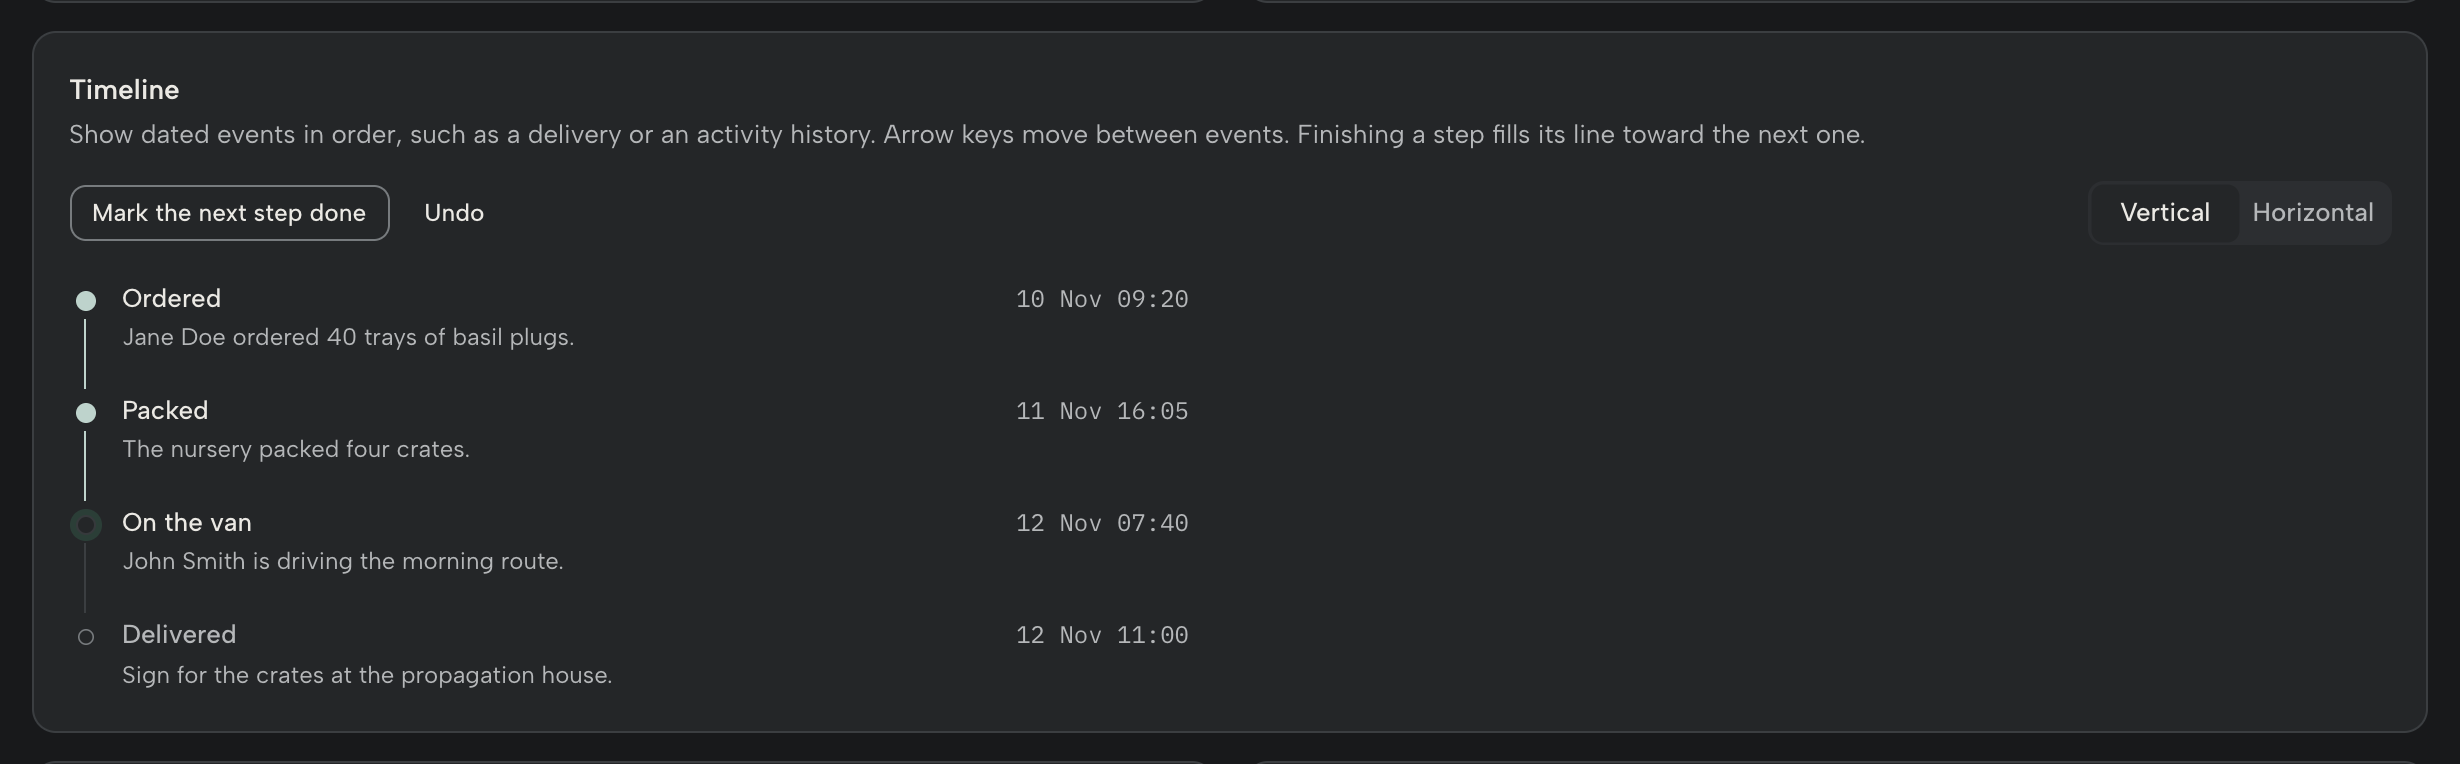 Timeline
Show dated events in order, such as a delivery or an activity history. Arrow keys move between events. Finishing a step fills its line toward the next one.
Mark the next step done Undo Vertical Horizontal
Ordered 10 Nov 09:20
Jane Doe ordered 40 trays of basil plugs.
Packed 11 Nov 16:05
The nursery packed four crates.
On the van 12 Nov 07:40
John Smith is driving the morning route.
Delivered 12 Nov 11:00
Sign for the crates at the propagation house.